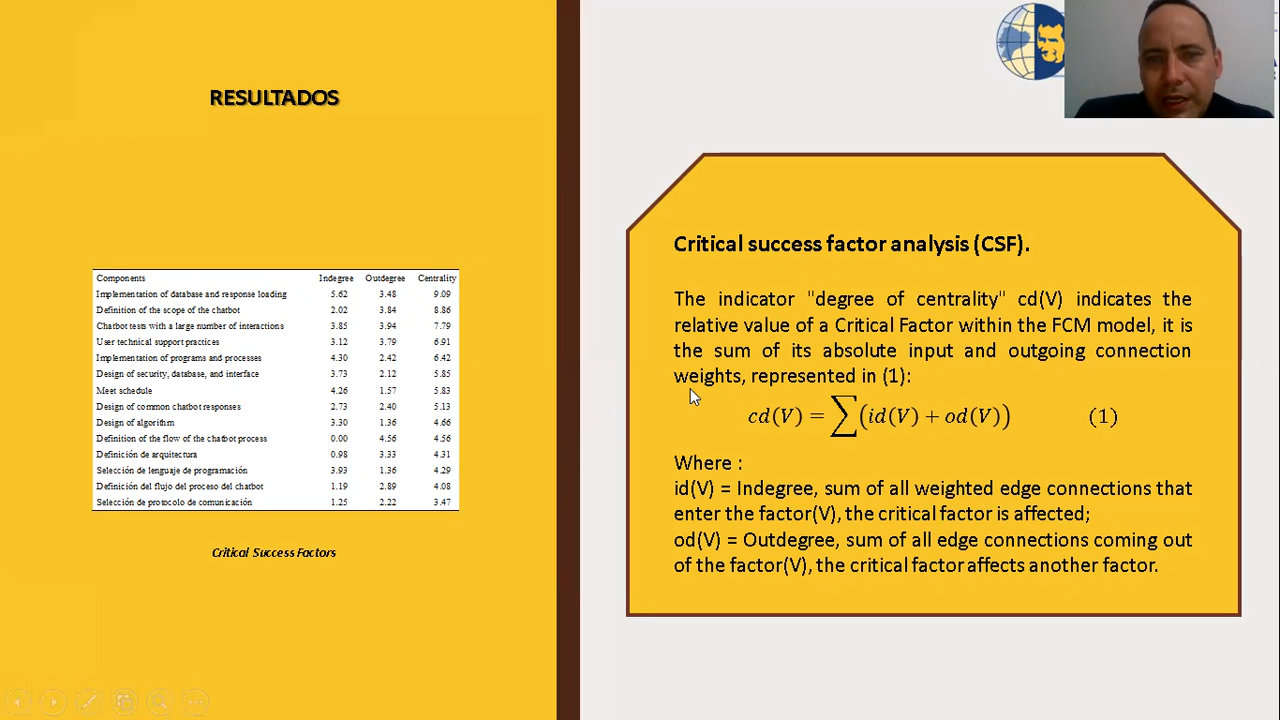 RESULTADOS
Components Indegree Outdegree Centrality
Implementation of database and response loading 5.62 3.48 9.09
Definition of the scope of the chatbot 2.02 3.84 8.86
Chatbot tests with a large number of interactions 3.85 3.94 7.79
User technical support practices 3.12 3.79 6.91
Implementation of programs and processes 4.30 2.42 6.42
Design of security, database, and interface 3.73 2.12 5.85
Meet schedule 4.26 1.57 5.83
Design of common chatbot responses 2.73 2.40 5.13
Design of algorithm 3.30 1.36 4.66
Definition of the flow of the chatbot process 0.00 4.56 4.56
Definición de arquitectura 0.98 3.33 4.31
Selección de lenguaje de programación 3.93 1.36 4.29
Definición del flujo del proceso del chatbot 1.19 2.89 4.08
Selección de protocolo de comunicación 1.25 2.22 3.47
Critical Success Factors
Critical success factor analysis (CSF).
The indicator "degree of centrality" cd(V) indicates the
relative value of a Critical Factor within the FCM model, it is
the sum of its absolute input and outgoing connection
weights, represented in (1):
cd(V) = ∑(id(V) + od(V)) (1)
Where :
id(V) = Indegree, sum of all weighted edge connections that
enter the factor(V), the critical factor is affected;
od(V) = Outdegree, sum of all edge connections coming out
of the factor(V), the critical factor affects another factor.